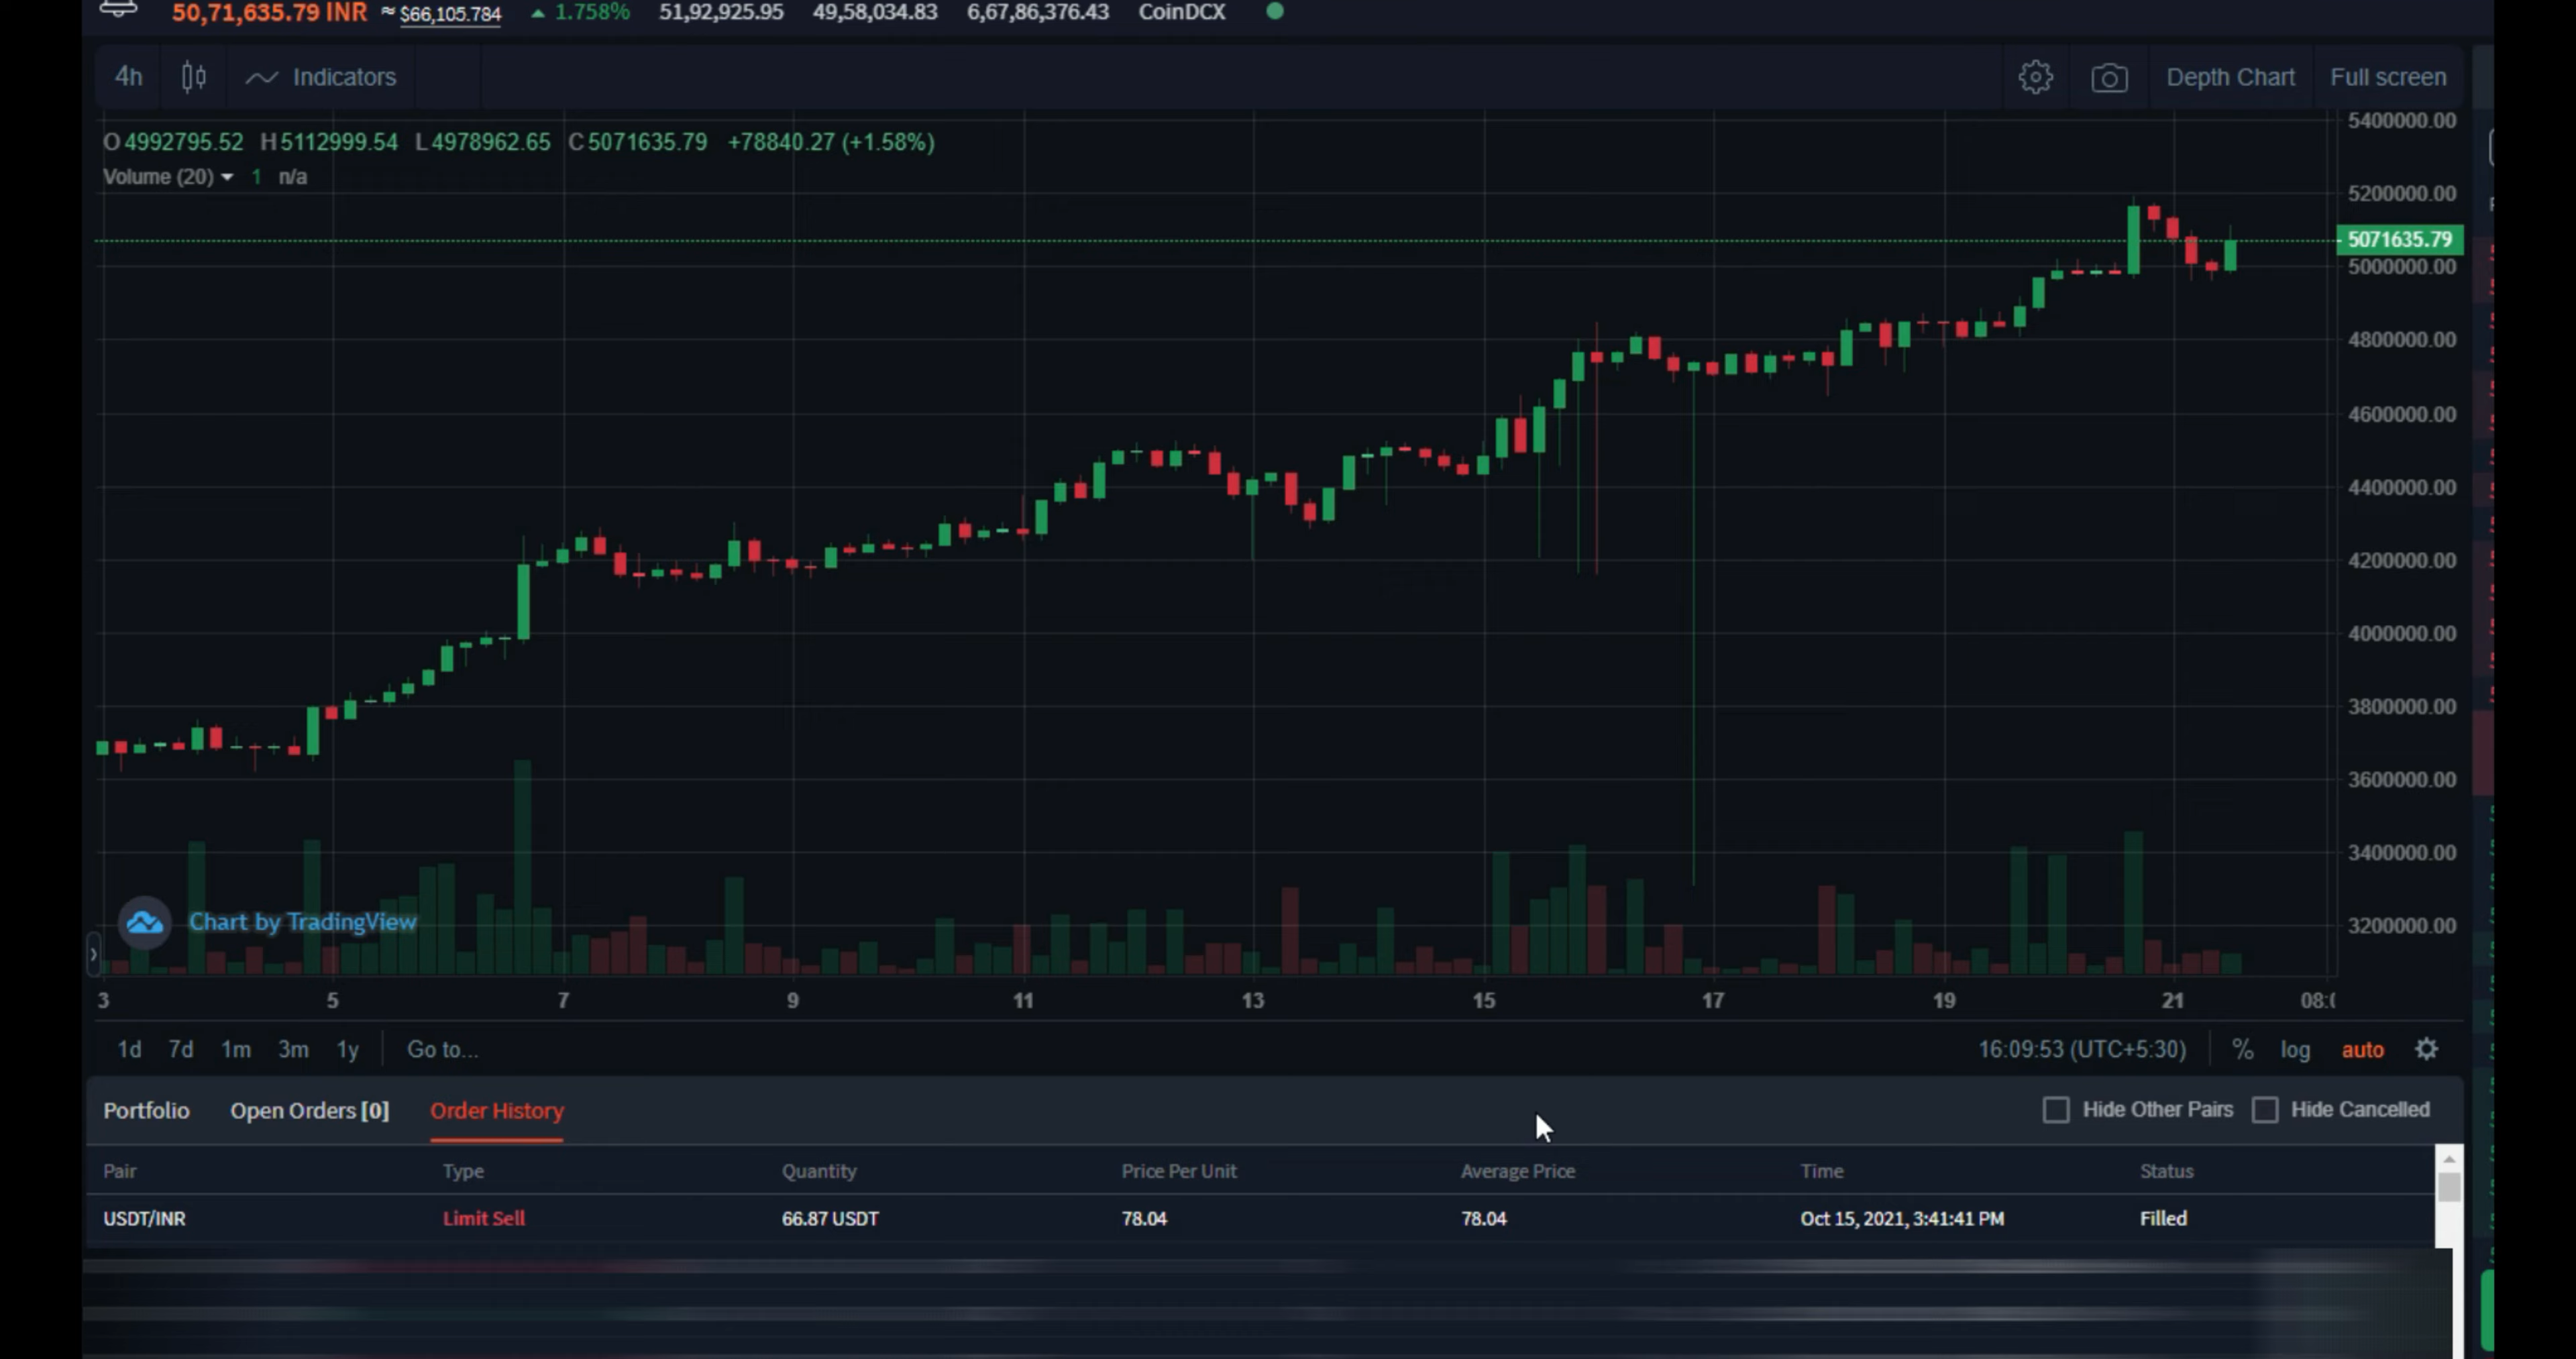 50,71,635.79 INR ≈ $66,105.784 ▲ 1.758% 51,92,925.95 49,58,034.83 6,67,86,376.43 CoinDCX
4h Indicators Depth Chart Full screen
O 4992795.52 H 5112999.54 L 4978962.65 C 5071635.79 +78840.27 (+1.58%)
Volume (20) 1 n/a
5400000.00
5200000.00
5071635.79
5000000.00
4800000.00
4600000.00
4400000.00
4200000.00
4000000.00
3800000.00
3600000.00
3400000.00
3200000.00
Chart by TradingView
3 5 7 9 11 13 15 17 19 21
1d 7d 1m 3m 1y Go to... 16:09:53 (UTC+5:30) % log auto
Portfolio Open Orders [0] Order History Hide Other Pairs Hide Cancelled
Pair Type Quantity Price Per Unit Average Price Time Status
USDT/INR Limit Sell 66.87 USDT 78.04 78.04 Oct 15, 2021, 3:41:41 PM Filled